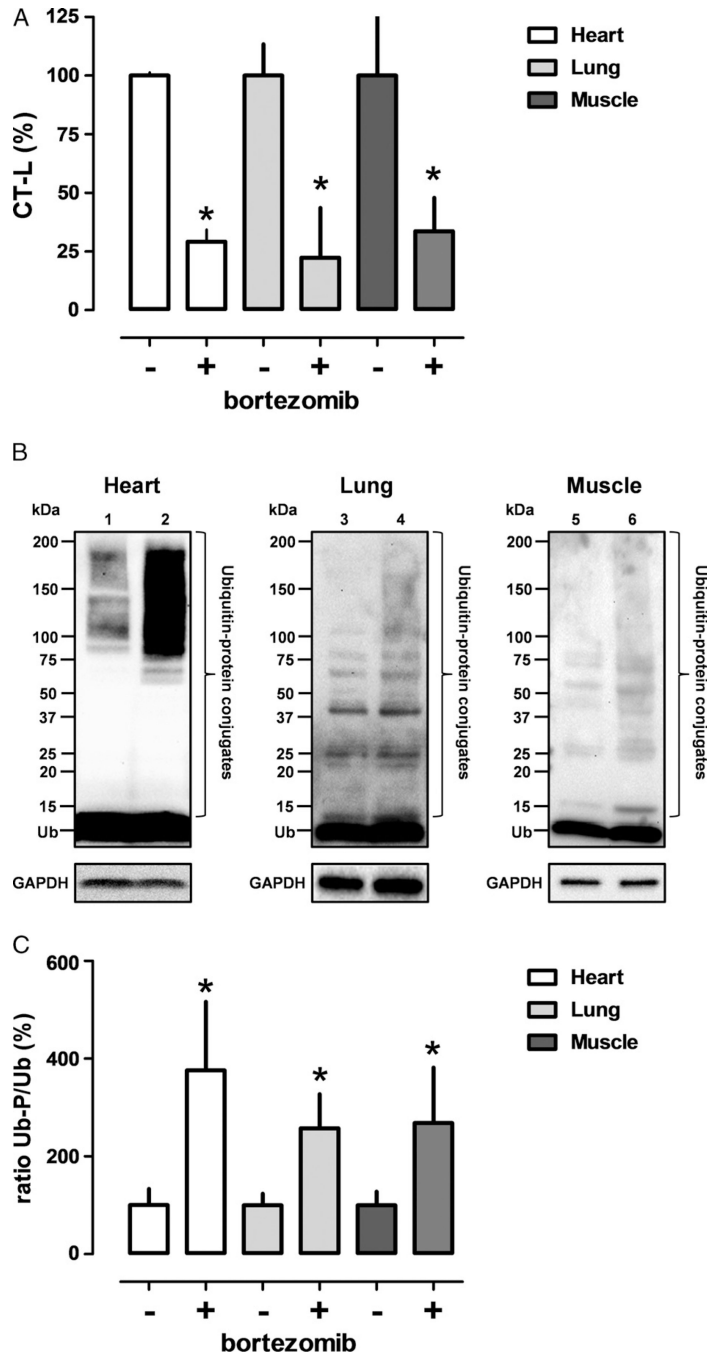 A
125
100
75
50
25
0
CT-L (%)
Heart
Lung
Muscle
* * *
- + - + - +
bortezomib
B
Heart Lung Muscle
kDa kDa kDa
1 2 3 4 5 6
200 200 200
150 150 150
100 100 100
75 75 75
50 50 50
37 37 37
25 25 25
20 20 20
15 15 15
Ub Ub Ub
Ubiquitin-protein conjugates
Ubiquitin-protein conjugates
Ubiquitin-protein conjugates
GAPDH GAPDH GAPDH
C
600
400
200
0
ratio Ub-P/Ub (%)
Heart
Lung
Muscle
* * *
- + - + - +
bortezomib